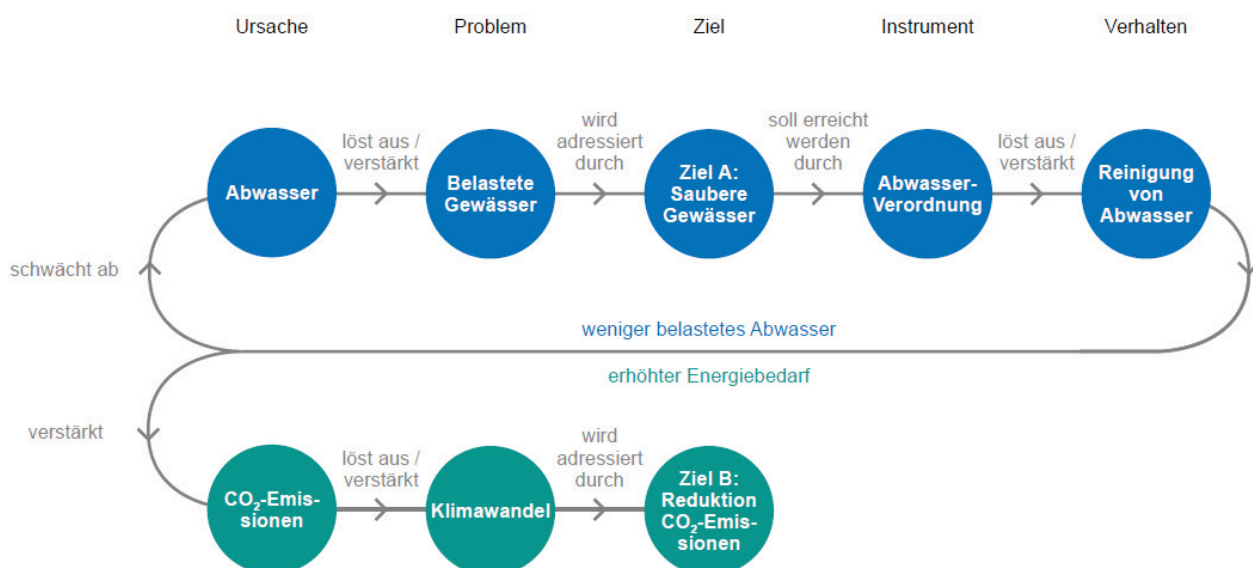 Ursache
Problem
Ziel
Instrument
Verhalten
Abwasser
löst aus /
verstärkt
Belastete
Gewässer
wird
adressiert
durch
Ziel A:
Saubere
Gewässer
soll erreicht
werden
durch
Abwasser-
Verordnung
löst aus /
verstärkt
Reinigung
von
Abwasser
schwächt ab
weniger belastetes Abwasser
erhöhter Energiebedarf
verstärkt
CO₂-Emis-
sionen
löst aus /
verstärkt
Klimawandel
wird
adressiert
durch
Ziel B:
Reduktion
CO₂-Emis-
sionen